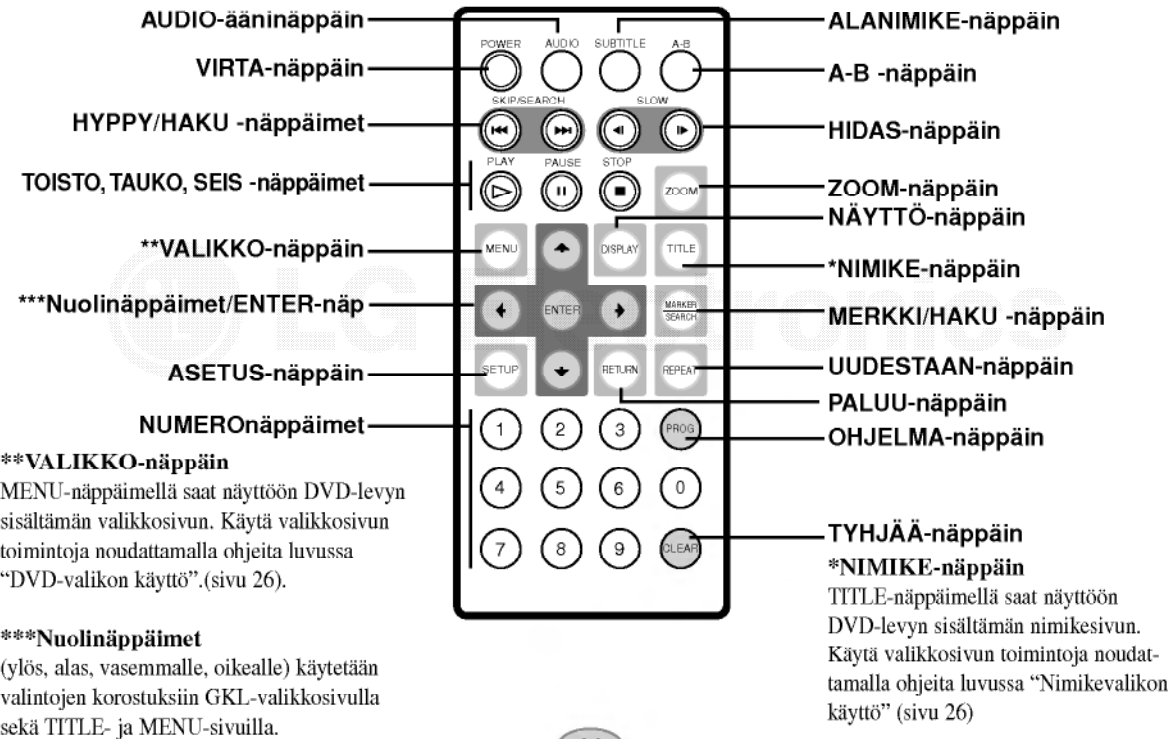 AUDIO-ääninäppäin
VIRTA-näppäin
HYPPY/HAKU -näppäimet
TOISTO, TAUKO, SEIS -näppäimet
**VALIKKO-näppäin
***Nuolinäppäimet/ENTER-näp
ASETUS-näppäin
NUMEROnäppäimet
POWER AUDIO SUBTITLE A-B
SKIP/SEARCH SLOW
PLAY PAUSE STOP
ZOOM
MENU DISPLAY TITLE
ENTER MARKER
SEARCH
SETUP RETURN REPEAT
1 2 3 PROG
4 5 6 0
7 8 9 CLEAR
LG Electronics
ALANIMIKE-näppäin
A-B -näppäin
HIDAS-näppäin
ZOOM-näppäin
NÄYTTÖ-näppäin
*NIMIKE-näppäin
MERKKI/HAKU -näppäin
UUDESTAAN-näppäin
PALUU-näppäin
OHJELMA-näppäin
TYHJÄÄ-näppäin
**VALIKKO-näppäin
MENU-näppäimellä saat näyttöön DVD-levyn
sisältämän valikkosivun. Käytä valikkosivun
toimintoja noudattamalla ohjeita luvussa
“DVD-valikon käyttö”.(sivu 26).
***Nuolinäppäimet
(ylös, alas, vasemmalle, oikealle) käytetään
valintojen korostuksiin GKL-valikkosivulla
sekä TITLE- ja MENU-sivuilla.
*NIMIKE-näppäin
TITLE-näppäimellä saat näyttöön
DVD-levyn sisältämän nimikesivun.
Käytä valikkosivun toimintoja noudat-
tamalla ohjeita luvussa “Nimikevalikon
käyttö” (sivu 26)